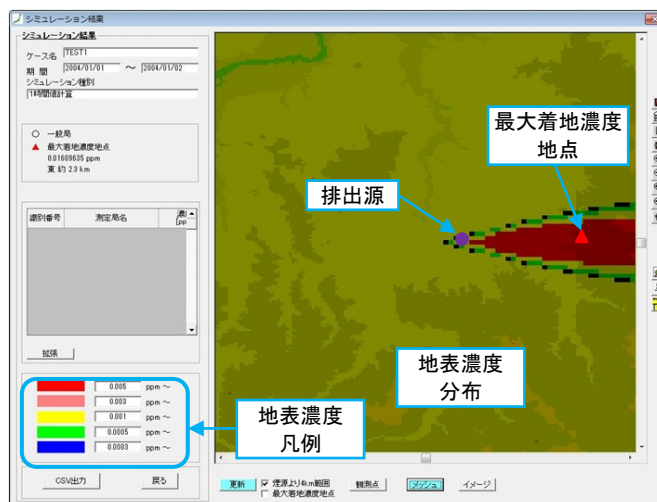 シミュレーション結果
シミュレーション結果
ケース名 TEST1
期 間 2004/01/01 ～ 2004/01/02
シミュレーション種別
1時間値計算
○ 一般局
▲ 最大着地濃度地点
0.01609635 ppm
東 約 2.3 km
識別番号 測定局名
拡張
0.005 ppm ～
0.003 ppm ～
0.001 ppm ～
0.0005 ppm ～
0.0003 ppm ～
CSV出力 戻る
最大着地濃度
地点
排出源
地表濃度
分布
地表濃度
凡例
更新 煙源より4km範囲 観測点 メッシュ イメージ
最大着地濃度地点